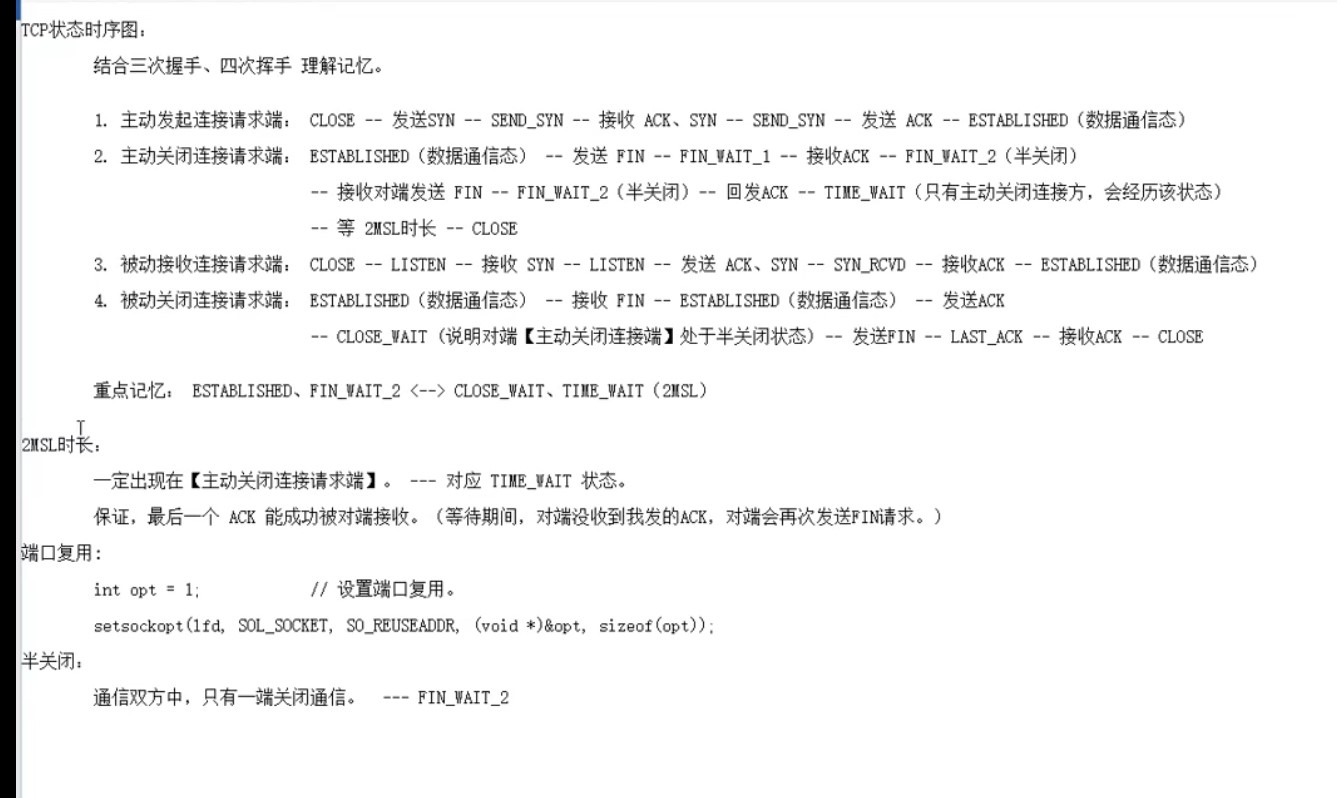 TCP状态时序图：
结合三次握手、四次挥手 理解记忆。
1. 主动发起连接请求端： CLOSE -- 发送SYN -- SEND_SYN -- 接收 ACK、SYN -- SEND_SYN -- 发送 ACK -- ESTABLISHED（数据通信态）
2. 主动关闭连接请求端： ESTABLISHED（数据通信态） -- 发送 FIN -- FIN_WAIT_1 -- 接收ACK -- FIN_WAIT_2（半关闭）
-- 接收对端发送 FIN -- FIN_WAIT_2（半关闭）-- 回发ACK -- TIME_WAIT（只有主动关闭连接方，会经历该状态）
-- 等 2MSL时长 -- CLOSE
3. 被动接收连接请求端： CLOSE -- LISTEN -- 接收 SYN -- LISTEN -- 发送 ACK、SYN -- SYN_RCVD -- 接收ACK -- ESTABLISHED（数据通信态）
4. 被动关闭连接请求端： ESTABLISHED（数据通信态） -- 接收 FIN -- ESTABLISHED（数据通信态） -- 发送ACK
-- CLOSE_WAIT（说明对端【主动关闭连接端】处于半关闭状态）-- 发送FIN -- LAST_ACK -- 接收ACK -- CLOSE
重点记忆： ESTABLISHED、FIN_WAIT_2 <--> CLOSE_WAIT、TIME_WAIT（2MSL）
2MSL时长：
一定出现在【主动关闭连接请求端】。 --- 对应 TIME_WAIT 状态。
保证，最后一个 ACK 能成功被对端接收。（等待期间，对端没收到我发的ACK，对端会再次发送FIN请求。）
端口复用:
int opt = 1; // 设置端口复用。
setsockopt(lfd, SOL_SOCKET, SO_REUSEADDR, (void *)&opt, sizeof(opt));
半关闭：
通信双方中，只有一端关闭通信。 --- FIN_WAIT_2